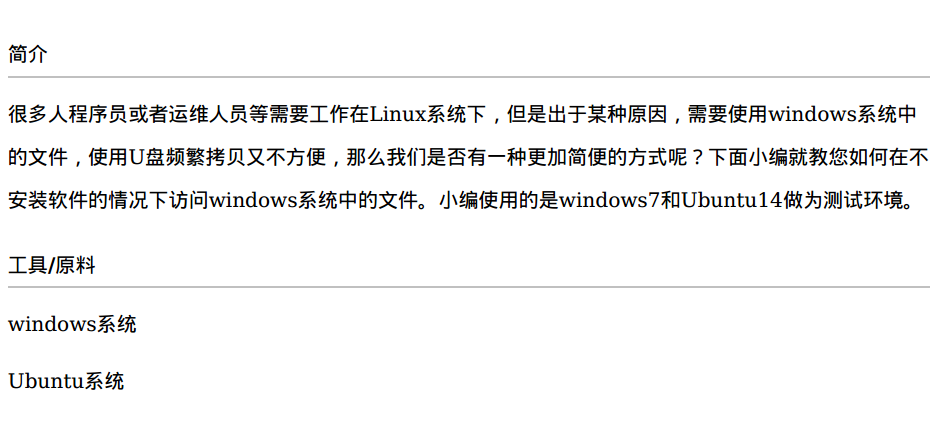 简介
很多人程序员或者运维人员等需要工作在Linux系统下，但是出于某种原因，需要使用windows系统中
的文件，使用U盘频繁拷贝又不方便，那么我们是否有一种更加简便的方式呢？下面小编就教您如何在不
安装软件的情况下访问windows系统中的文件。小编使用的是windows7和Ubuntu14做为测试环境。
工具/原料
windows系统
Ubuntu系统